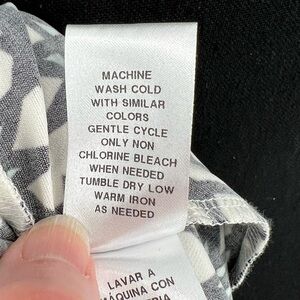 MACHINE
WASH COLD
WITH SIMILAR
COLORS
GENTLE CYCLE
ONLY NON
CHLORINE BLEACH
WHEN NEEDED
TUMBLE DRY LOW
WARM IRON
AS NEEDED
LAVAR A
MÁQUINA CON